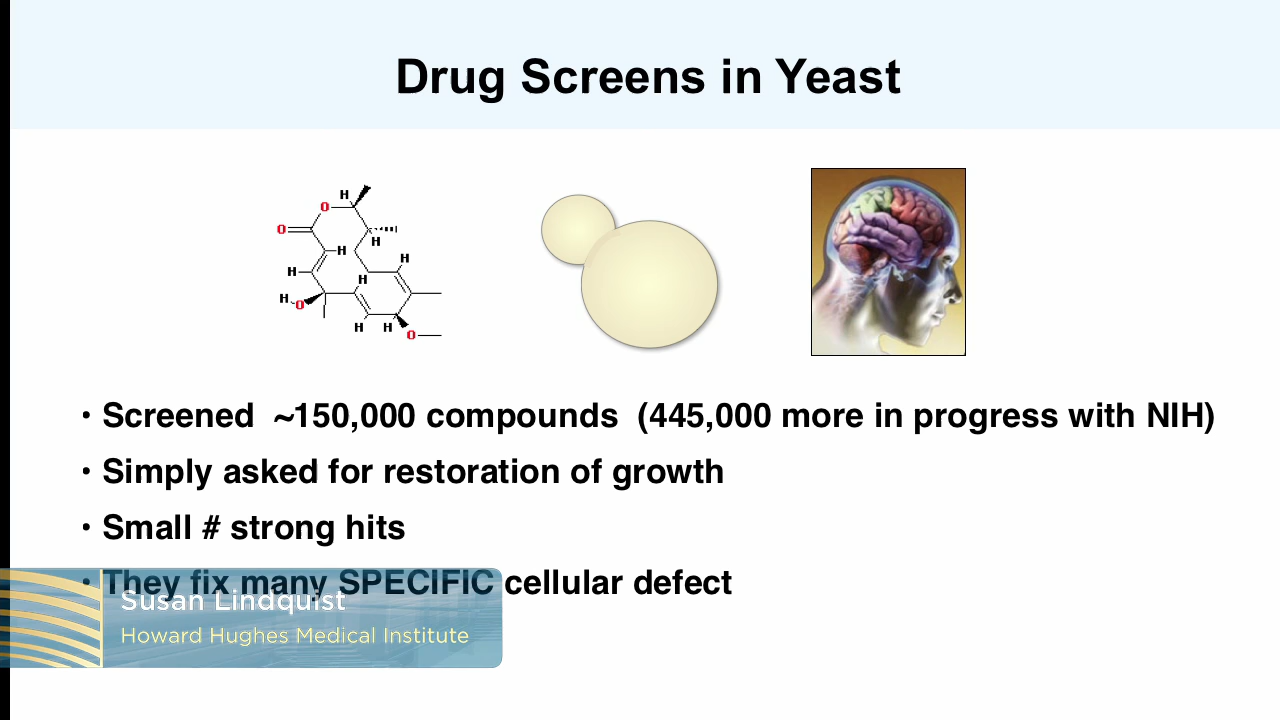 Drug Screens in Yeast
H
O
O
H
H
H
H
H
H
O
H
H
O
• Screened ~150,000 compounds (445,000 more in progress with NIH)
• Simply asked for restoration of growth
• Small # strong hits
• They fix many SPECIFIC cellular defect
Susan Lindquist
Howard Hughes Medical Institute